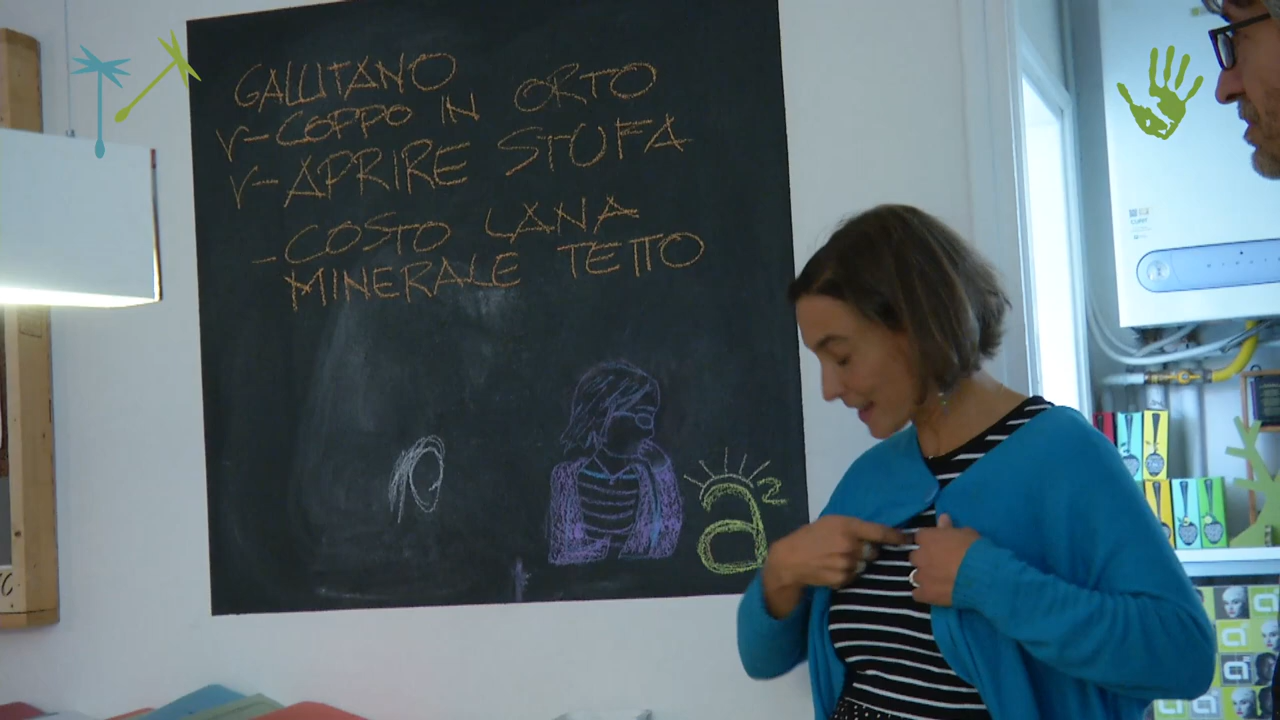 GALLITANO
V-COPPO IN ORTO
V-APRIRE STUFA
-COSTO LANA
MINERALE TETTO
a²